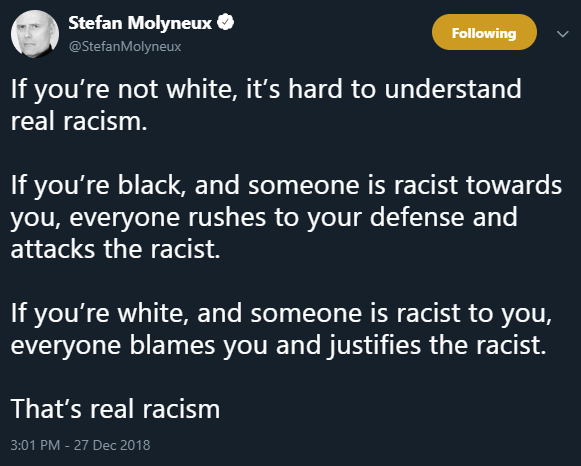 Stefan Molyneux
@StefanMolyneux
Following
If you’re not white, it’s hard to understand
real racism.
If you’re black, and someone is racist towards
you, everyone rushes to your defense and
attacks the racist.
If you’re white, and someone is racist to you,
everyone blames you and justifies the racist.
That’s real racism
3:01 PM - 27 Dec 2018